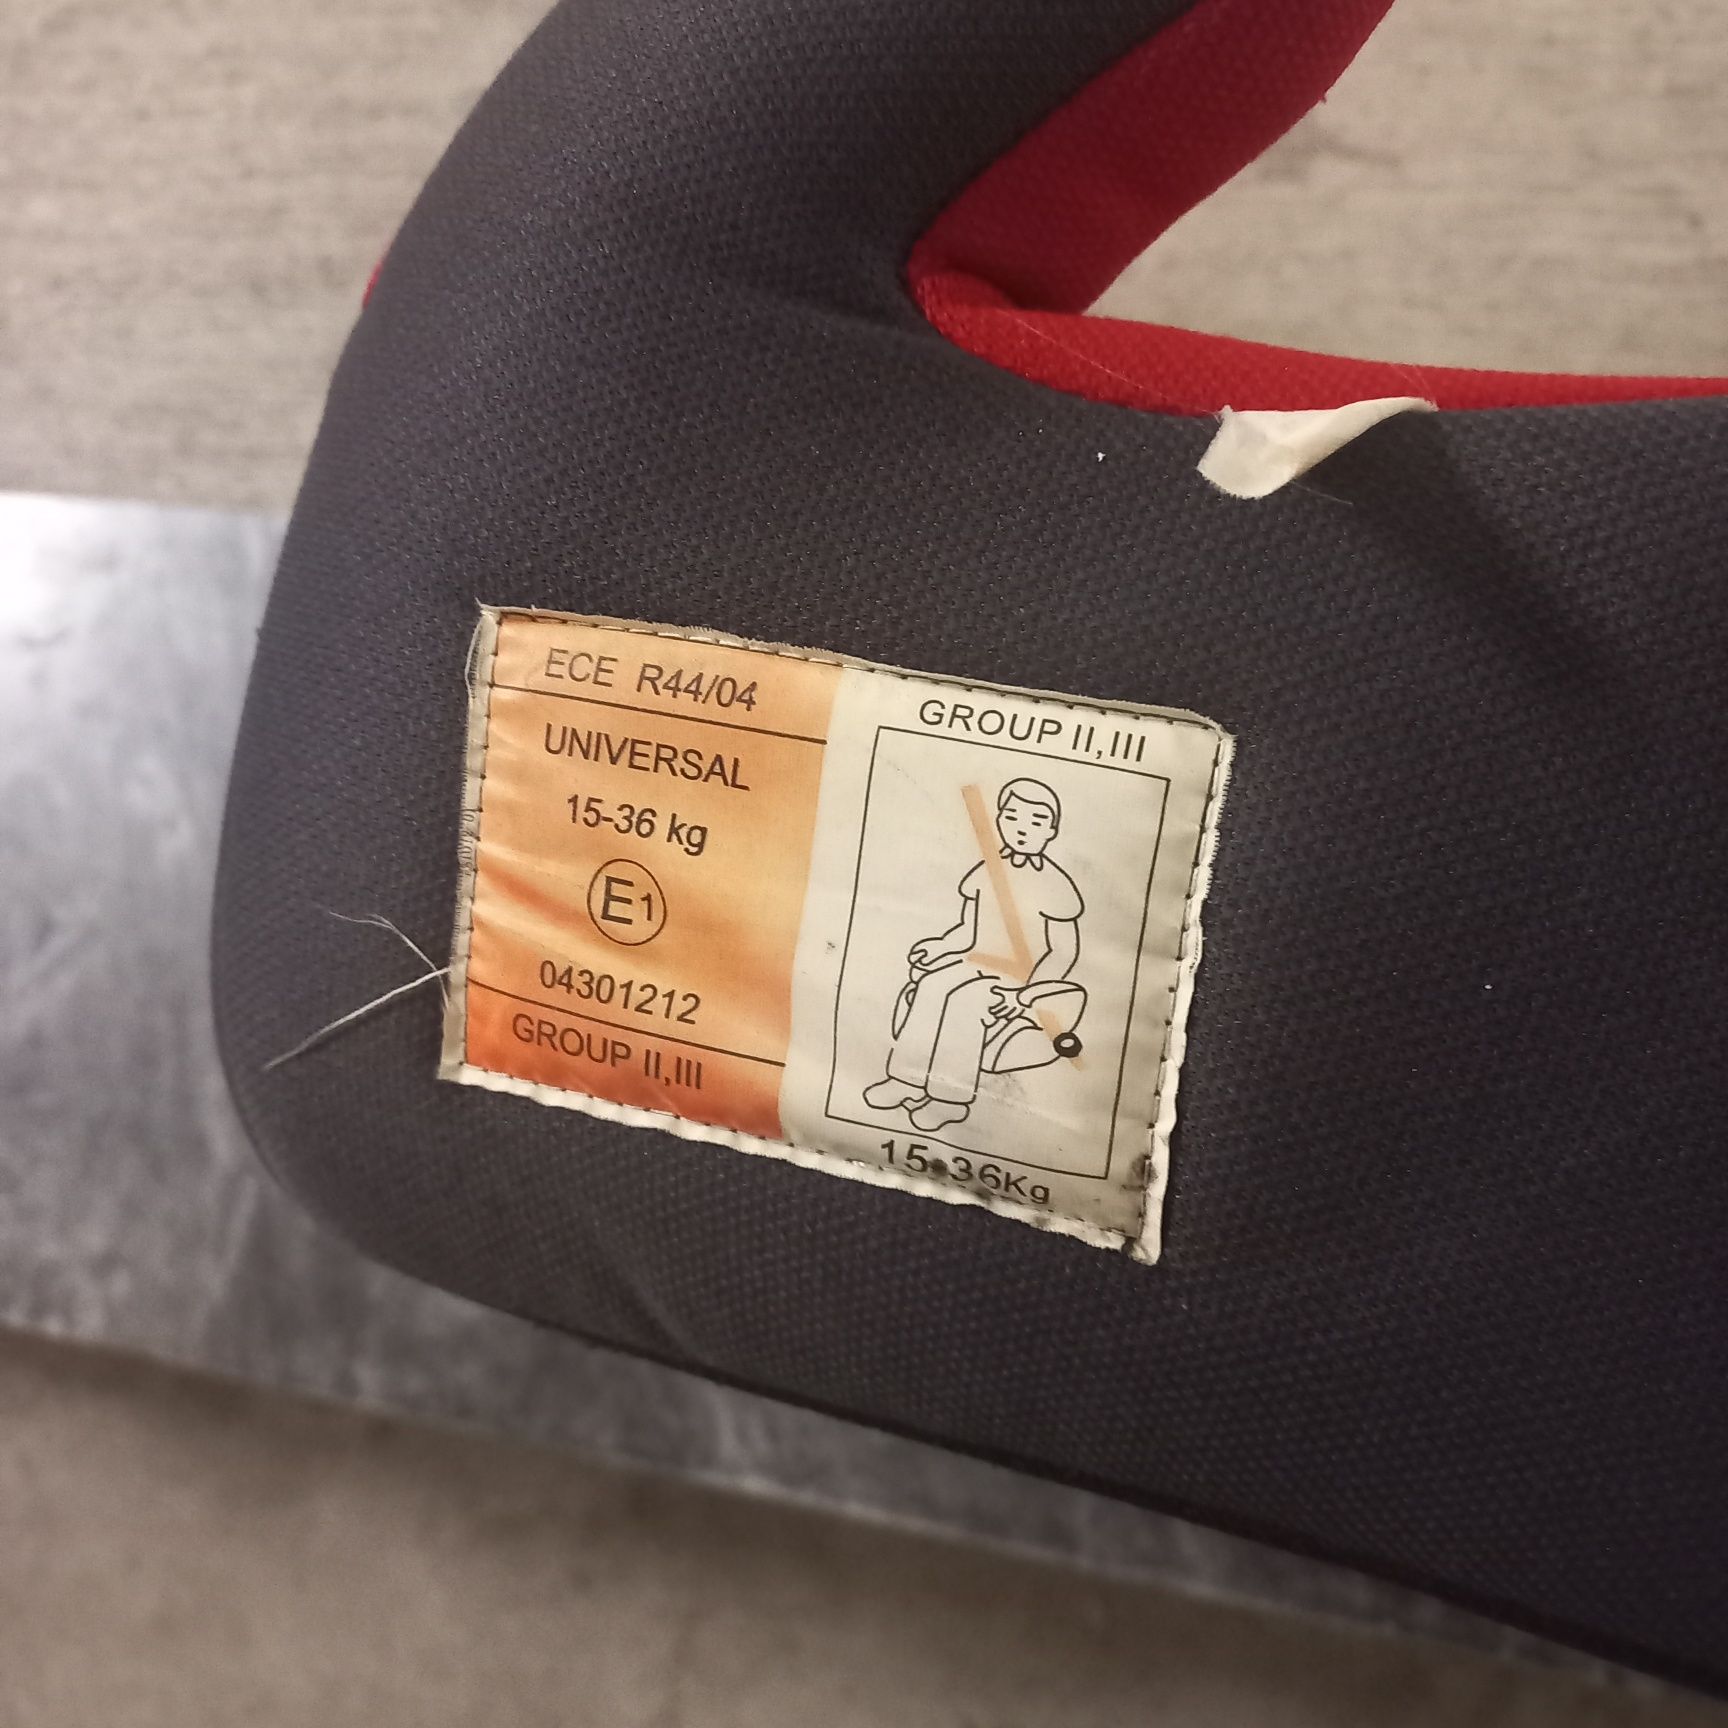 ECE R44/04
UNIVERSAL
15-36 kg
E1
04301212
GROUP II,III
GROUP II,III
15-36Kg